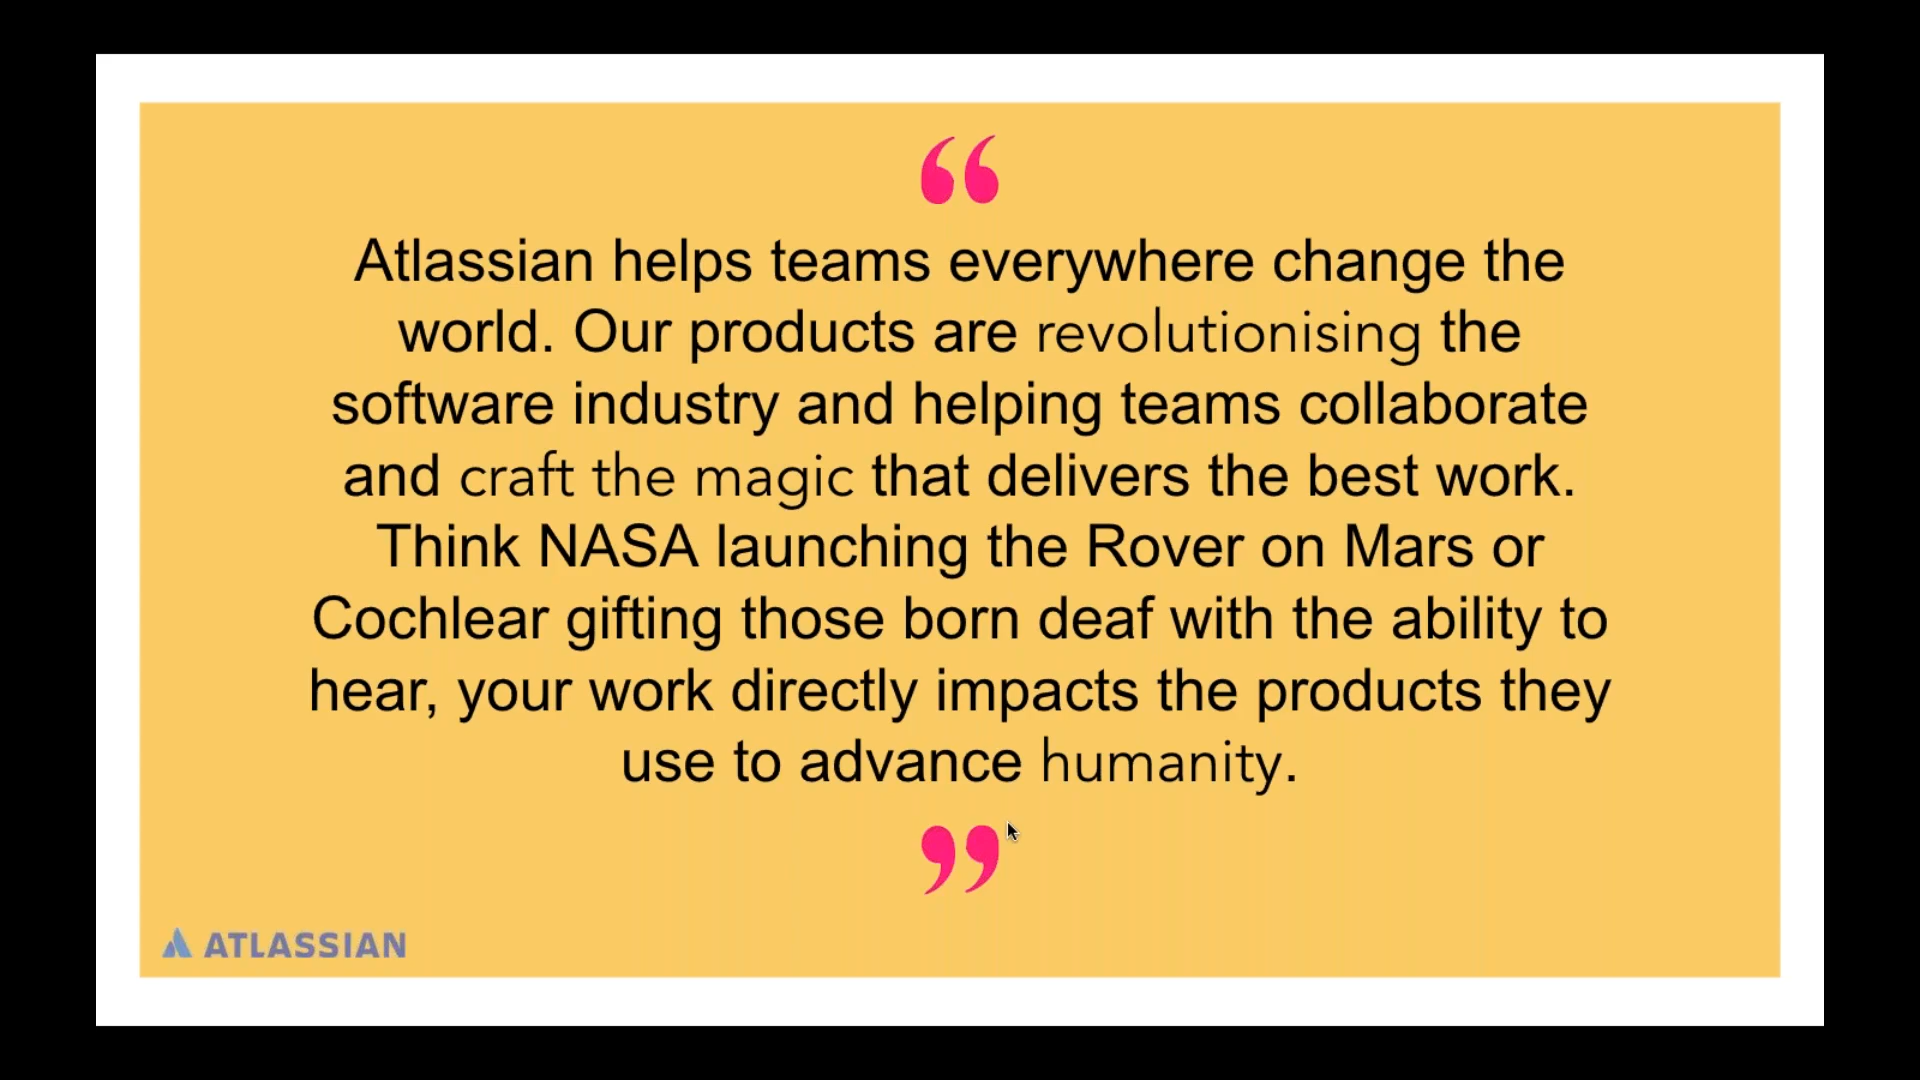 “
Atlassian helps teams everywhere change the
world. Our products are revolutionising the
software industry and helping teams collaborate
and craft the magic that delivers the best work.
Think NASA launching the Rover on Mars or
Cochlear gifting those born deaf with the ability to
hear, your work directly impacts the products they
use to advance humanity.
”
ATLASSIAN